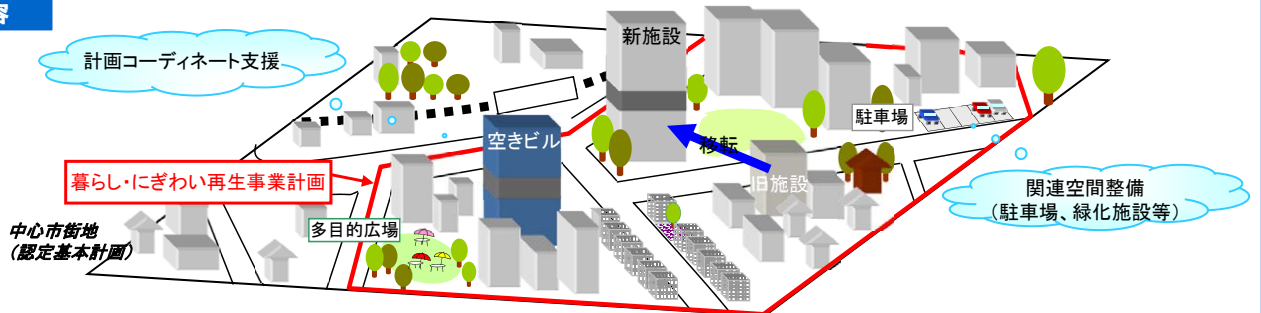 容
計画コーディネート支援
新施設
空きビル
駐車場
移転
旧施設
暮らし・にぎわい再生事業計画
関連空間整備
（駐車場、緑化施設等）
多目的広場
中心市街地
（認定基本計画）